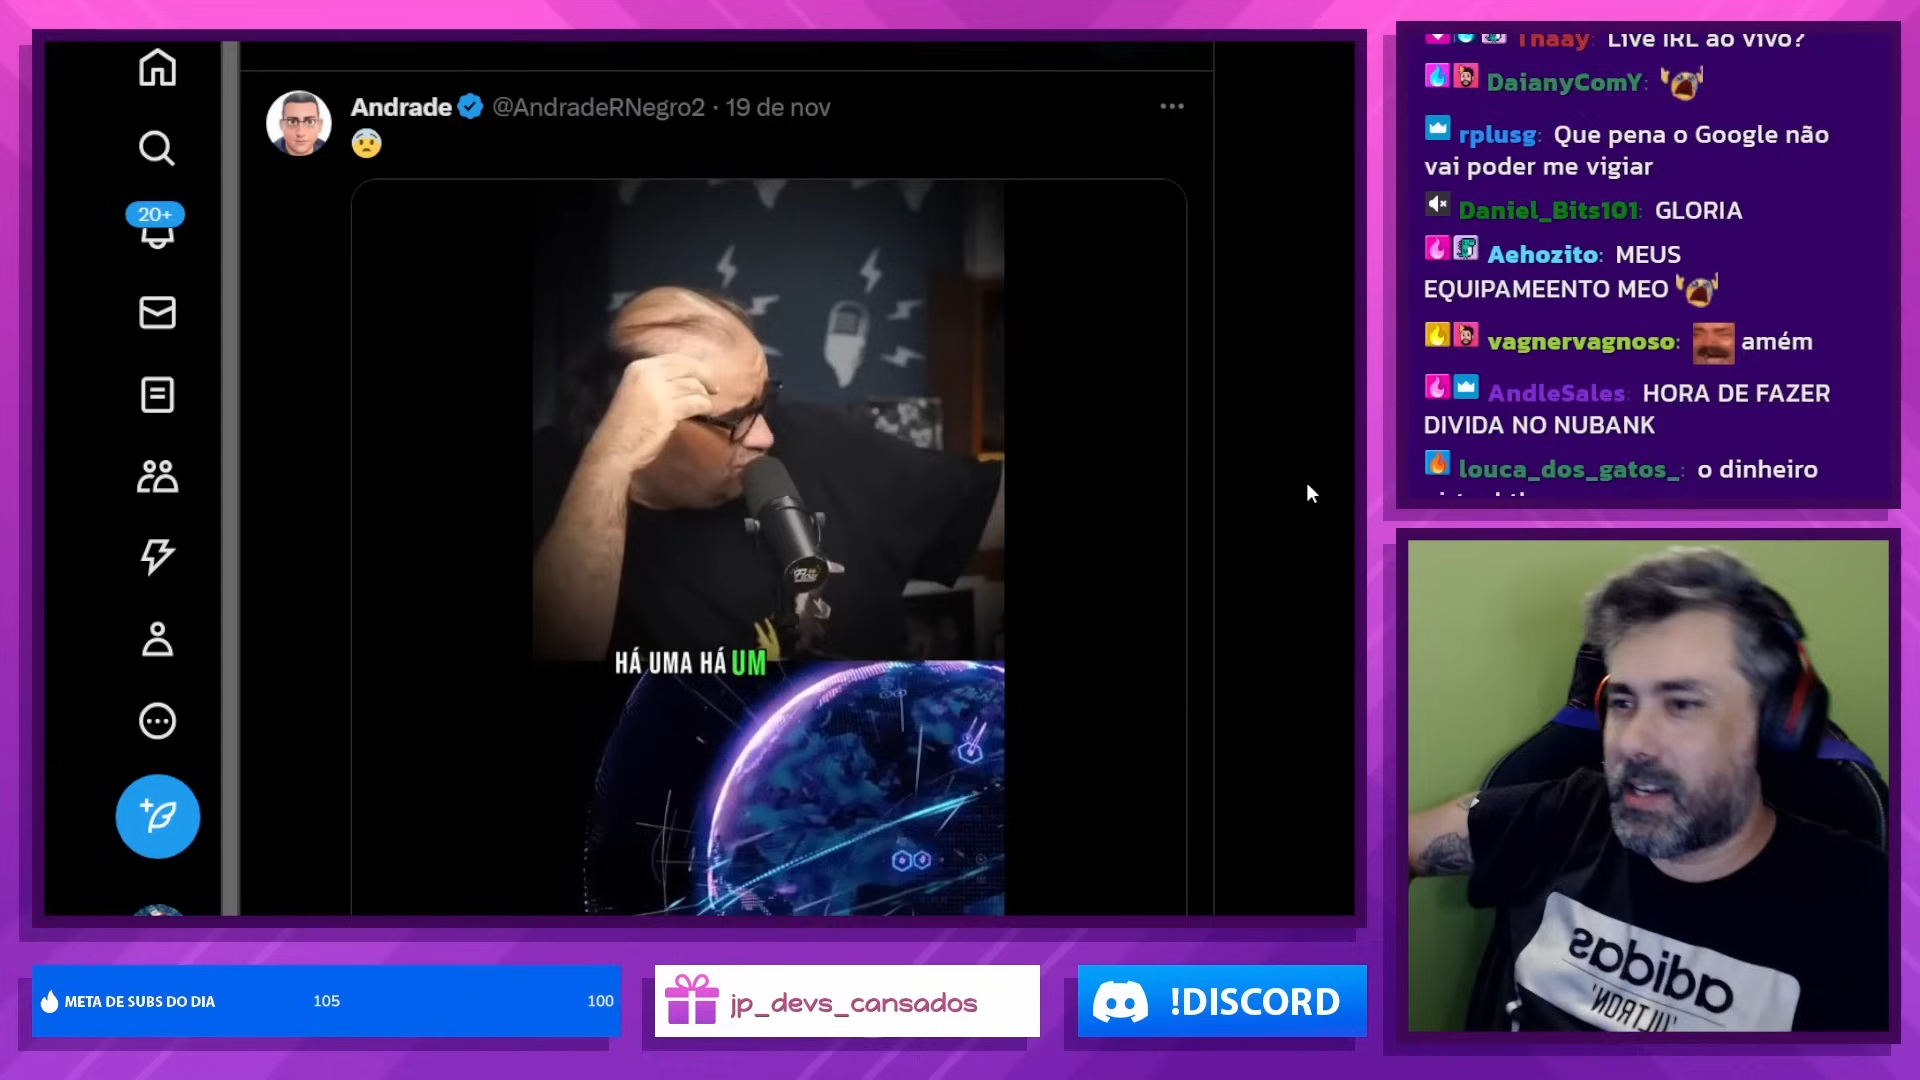 20+
Andrade @AndradeRNegro2 · 19 de nov
HÁ UMA HÁ UM
Thaay: Live IRL ao vivo?
DaianyComY:
rplusg: Que pena o Google não
vai poder me vigiar
Daniel_Bits101: GLORIA
Aehozito: MEUS
EQUIPAMEENTO MEO
vagnervagnoso: amém
AndleSales: HORA DE FAZER
DIVIDA NO NUBANK
louca_dos_gatos_: o dinheiro
adidas
META DE SUBS DO DIA 105 100
jp_devs_cansados
!DISCORD